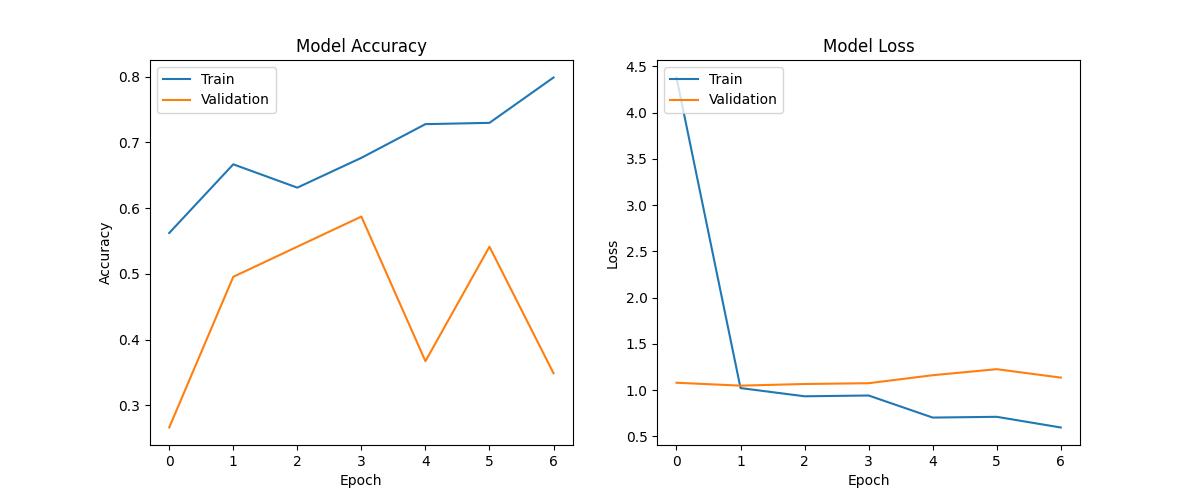 Model Accuracy
Train
Validation
0.8
0.7
0.6
0.5
0.4
0.3
Accuracy
0 1 2 3 4 5 6
Epoch
Model Loss
Train
Validation
4.5
4.0
3.5
3.0
2.5
2.0
1.5
1.0
0.5
Loss
0 1 2 3 4 5 6
Epoch